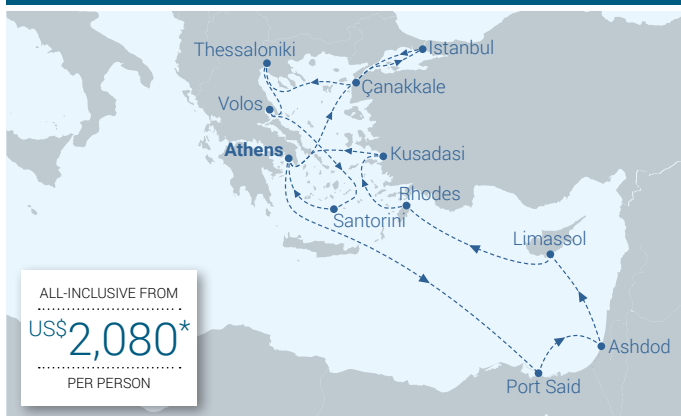 Thessaloniki
Istanbul
Çanakkale
Volos
Athens
Kusadasi
Rhodes
Santorini
Limassol
ALL-INCLUSIVE FROM
US$2,080*
PER PERSON
Ashdod
Port Said